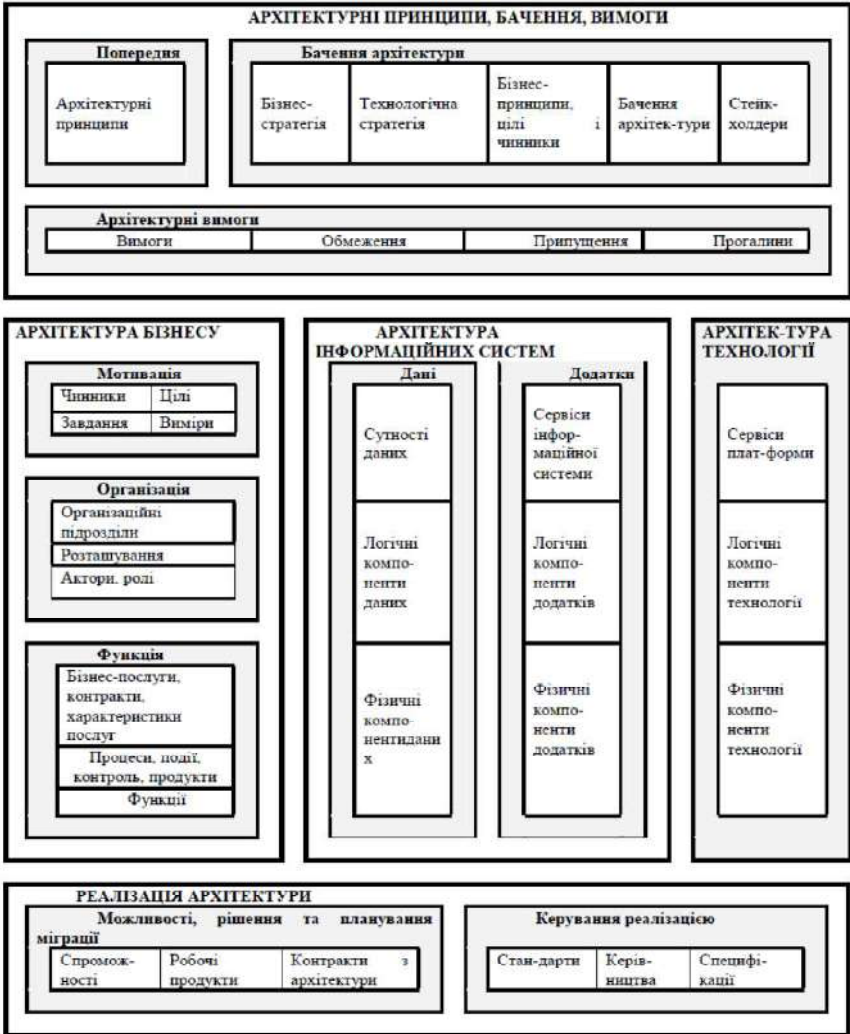 АРХІТЕКТУРНІ ПРИНЦИПИ, БАЧЕННЯ, ВИМОГИ
Попередня
Архітектурні
принципи
Бачення архітектури
Бізнес-
стратегія
Технологічна
стратегія
Бізнес-
принципи,
цілі і
чинники
Бачення
архітек-тури
Стейк-
холдери
Архітектурні вимоги
Вимоги
Обмеження
Припущення
Прогалини
АРХІТЕКТУРА БІЗНЕСУ
Мотивація
Чинники
Цілі
Завдання
Виміри
Організація
Організаційні
підрозділи
Розташування
Актори, ролі
Функція
Бізнес-послуги,
контракти,
характеристики
послуг
Процеси, події,
контроль, продукти
Функції
АРХІТЕКТУРА
ІНФОРМАЦІЙНИХ СИСТЕМ
Дані
Сутності
даних
Логічні
компо-
ненти
даних
Фізичні
компо-
нентидани
х
Додатки
Сервіси
інфор-
маційної
системи
Логічні
компо-
ненти
додатків
Фізичні
компо-
ненти
додатків
АРХІТЕК-ТУРА
ТЕХНОЛОГІЇ
Сервіси
плат-форми
Логічні
компо-
ненти
технології
Фізичні
компо-
ненти
технології
РЕАЛІЗАЦІЯ АРХІТЕКТУРИ
Можливості, рішення та планування
міграції
Спромож-
ності
Робочі
продукти
Контракти з
архітектури
Керування реалізацією
Стан-дарти
Керів-
ництва
Специфі-
кації